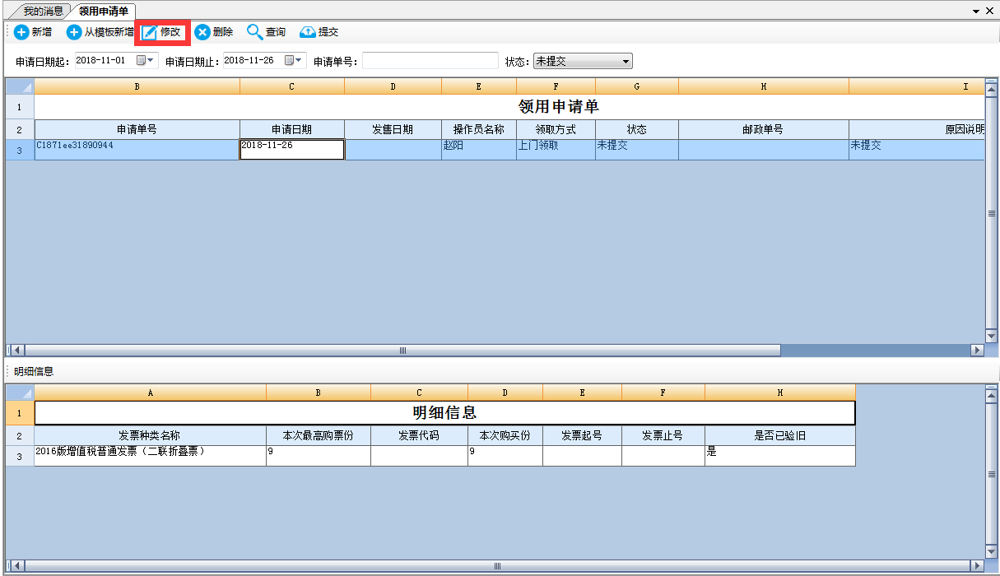 我的消息 领用申请单
新增 从模板新增 修改 删除 查询 提交
申请日期起: 2018-11-01 申请日期止: 2018-11-26 申请单号: 状态: 未提交
B C D E F G H I
1 领用申请单
2 申请单号 申请日期 发售日期 操作员名称 领取方式 状态 邮政单号 原因说明
3 C1871ee31890944 2018-11-26 赵阳 上门领取 未提交 未提交
明细信息
A B C D E F H
1 明细信息
2 发票种类名称 本次最高购票份 发票代码 本次购买份 发票起号 发票止号 是否已验旧
3 2016版增值税普通发票（二联折叠票） 9 9 是